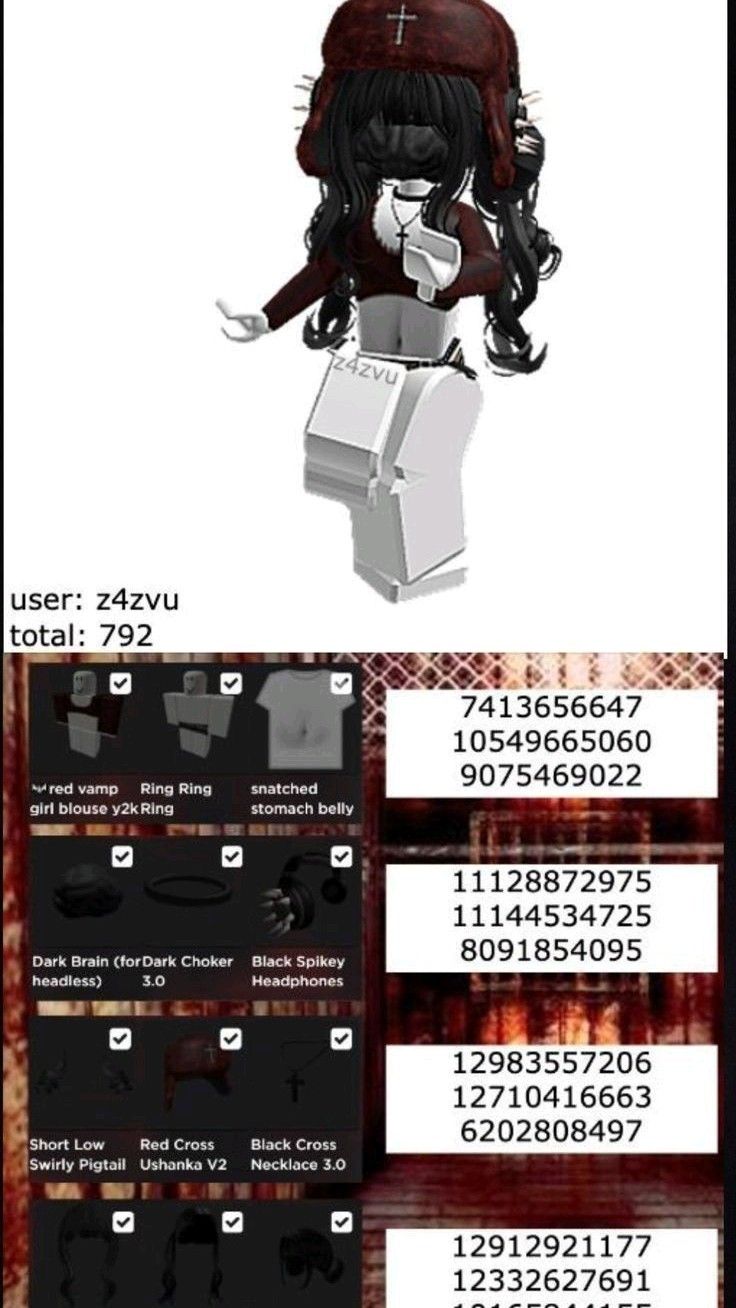 z4zvu
user: z4zvu
total: 792
red vamp girl blouse y2k
Ring Ring Ring
snatched stomach belly
7413656647
10549665060
9075469022
Dark Brain (for headless)
Dark Choker 3.0
Black Spikey Headphones
11128872975
11144534725
8091854095
Short Low Swirly Pigtail
Red Cross Ushanka V2
Black Cross Necklace 3.0
12983557206
12710416663
6202808497
12912921177
12332627691